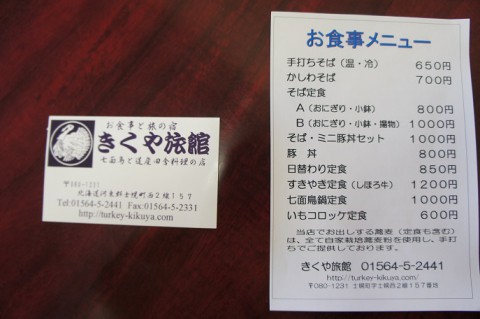 お食事と旅の宿
きくや旅館
七面鳥と道産田舎料理の店
〒080-1231
北海道河東郡士幌町西2線157
Tel:01564-5-2441 Fax:01564-5-2331
http://turkey-kikuya.com/
お食事メニュー
手打ちそば(温・冷) 650円
かしわそば 700円
そば定食
A(おにぎり・小鉢) 800円
B(おにぎり・小鉢・揚物) 1000円
そば・ミニ豚丼セット 1000円
豚丼 800円
日替わり定食 850円
すきやき定食(しほろ牛) 1200円
七面鳥鍋定食 1000円
いもコロッケ定食 600円
当店でお出しする蕎麦(定食も含む)
は、全て自家栽培蕎麦粉を使用し、手打
ちでご提供しております。
きくや旅館 01564-5-2441
http://turkey-kikuya.com/
〒080-1231 士幌町字士幌西2線157番地